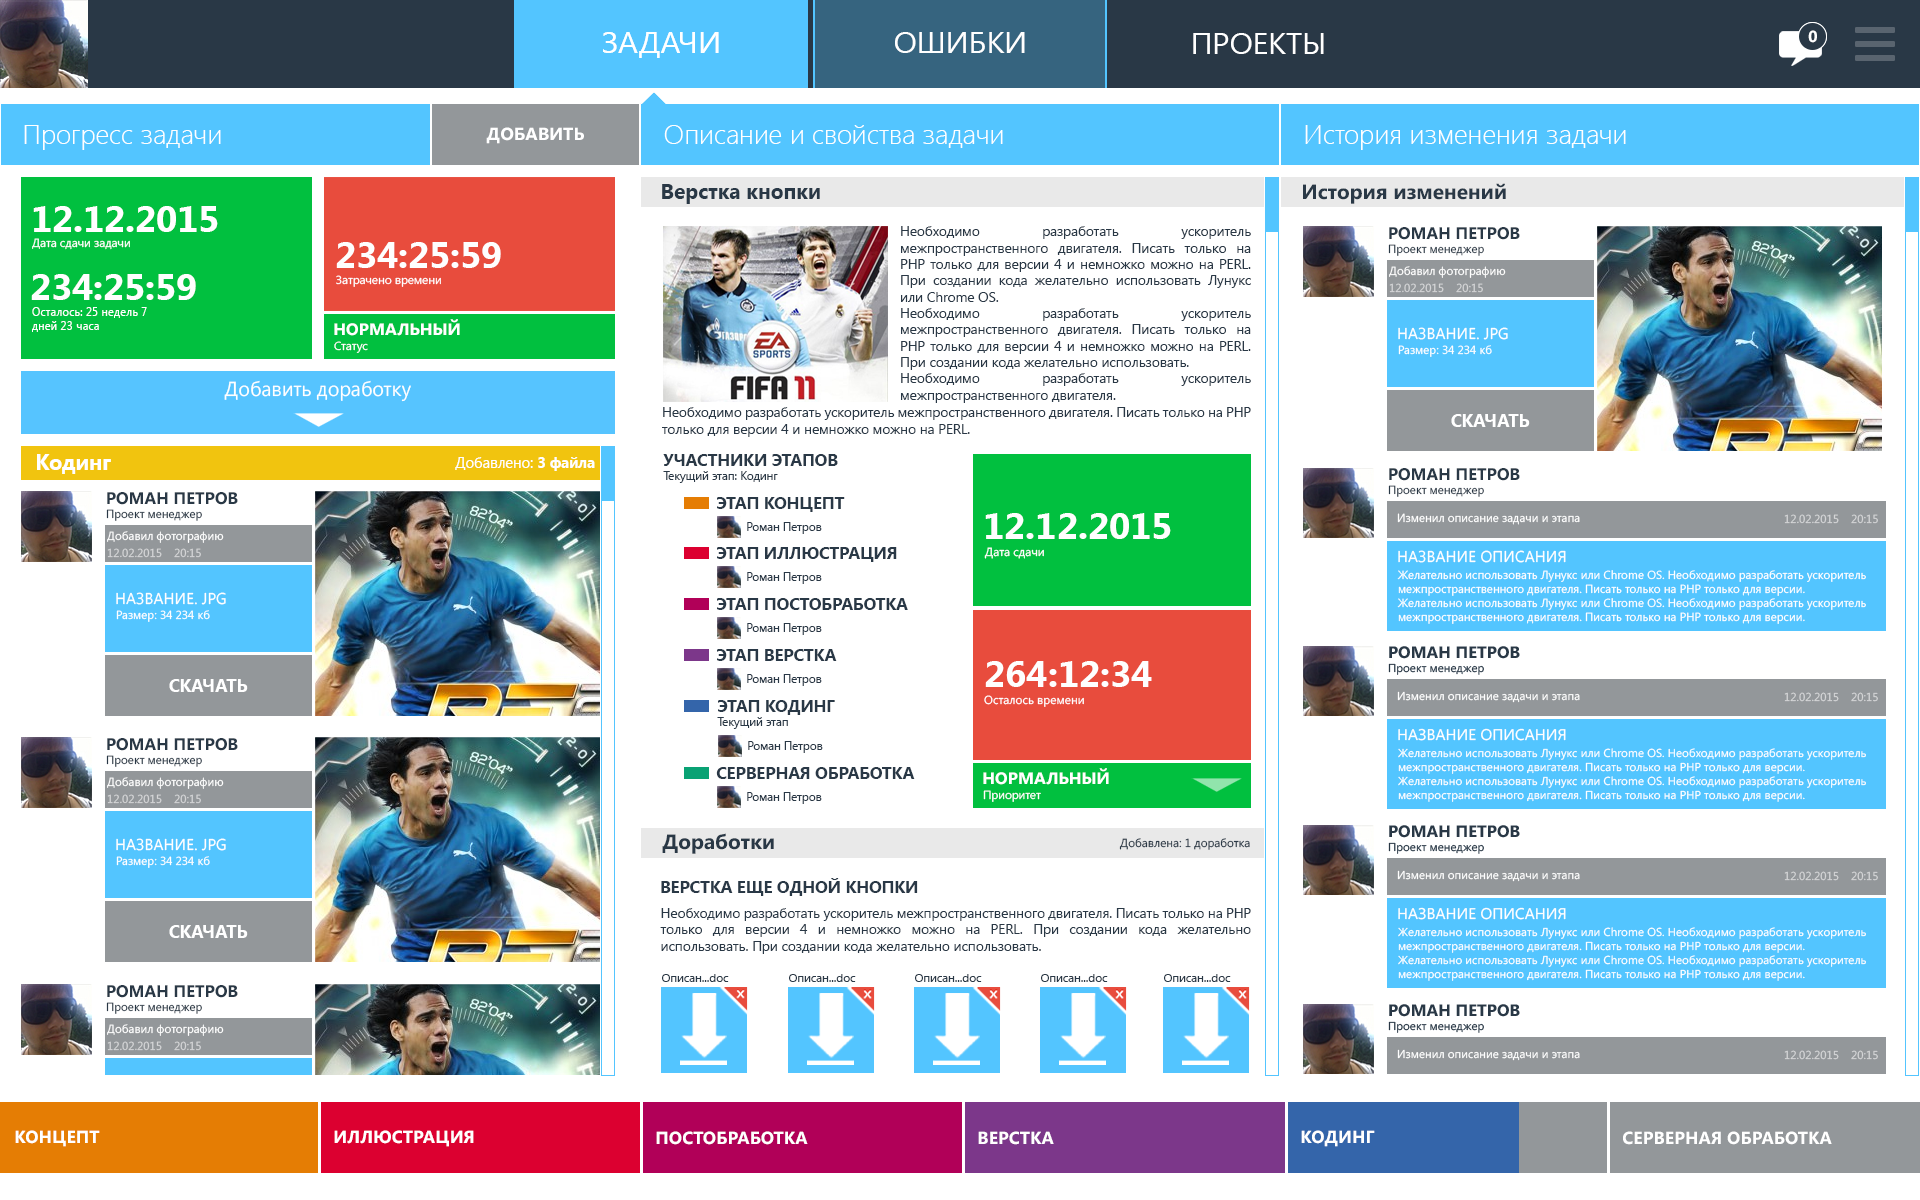 ЗАДАЧИ
ОШИБКИ
ПРОЕКТЫ
0
Прогресс задачи
ДОБАВИТЬ
Описание и свойства задачи
История изменения задачи
12.12.2015
Дата сдачи задачи
234:25:59
Осталось: 25 недель 7
дней 23 часа
234:25:59
Затрачено времени
НОРМАЛЬНЫЙ
Статус
Добавить доработку
Кодинг
Добавлено: 3 файла
РОМАН ПЕТРОВ
Проект менеджер
Добавил фотографию
12.02.2015 20:15
НАЗВАНИЕ. JPG
Размер: 34 234 кб
СКАЧАТЬ
82°04"
РОМАН ПЕТРОВ
Проект менеджер
Добавил фотографию
12.02.2015 20:15
НАЗВАНИЕ. JPG
Размер: 34 234 кб
СКАЧАТЬ
82°04"
РОМАН ПЕТРОВ
Проект менеджер
Добавил фотографию
12.02.2015 20:15
82°04"
Верстка кнопки
EA
SPORTS
FIFA 11
Необходимо разработать ускоритель
межпространственного двигателя. Писать только на
PHP только для версии 4 и немножко можно на PERL.
При создании кода желательно использовать Лунукс
или Chrome OS.
Необходимо разработать ускоритель
межпространственного двигателя. Писать только на
PHP только для версии 4 и немножко можно на PERL.
При создании кода желательно использовать.
Необходимо разработать ускоритель
межпространственного двигателя.
Необходимо разработать ускоритель межпространственного двигателя. Писать только на PHP
только для версии 4 и немножко можно на PERL.
УЧАСТНИКИ ЭТАПОВ
Текущий этап: Кодинг
ЭТАП КОНЦЕПТ
Роман Петров
ЭТАП ИЛЛЮСТРАЦИЯ
Роман Петров
ЭТАП ПОСТОБРАБОТКА
Роман Петров
ЭТАП ВЕРСТКА
Роман Петров
ЭТАП КОДИНГ
Текущий этап
Роман Петров
СЕРВЕРНАЯ ОБРАБОТКА
Роман Петров
12.12.2015
Дата сдачи
264:12:34
Осталось времени
НОРМАЛЬНЫЙ
Приоритет
Доработки
Добавлена: 1 доработка
ВЕРСТКА ЕЩЕ ОДНОЙ КНОПКИ
Необходимо разработать ускоритель межпространственного двигателя. Писать только на PHP
только для версии 4 и немножко можно на PERL. При создании кода желательно
использовать. При создании кода желательно использовать.
Описан...doc
Описан...doc
Описан...doc
Описан...doc
Описан...doc
X
X
X
X
X
История изменений
РОМАН ПЕТРОВ
Проект менеджер
Добавил фотографию
12.02.2015 20:15
НАЗВАНИЕ. JPG
Размер: 34 234 кб
СКАЧАТЬ
82°04"
РОМАН ПЕТРОВ
Проект менеджер
Изменил описание задачи и этапа
12.02.2015 20:15
НАЗВАНИЕ ОПИСАНИЯ
Желательно использовать Лунукс или Chrome OS. Необходимо разработать ускоритель
межпространственного двигателя. Писать только на PHP только для версии.
Желательно использовать Лунукс или Chrome OS. Необходимо разработать ускоритель
межпространственного двигателя. Писать только на PHP только для версии.
РОМАН ПЕТРОВ
Проект менеджер
Изменил описание задачи и этапа
12.02.2015 20:15
НАЗВАНИЕ ОПИСАНИЯ
Желательно использовать Лунукс или Chrome OS. Необходимо разработать ускоритель
межпространственного двигателя. Писать только на PHP только для версии.
Желательно использовать Лунукс или Chrome OS. Необходимо разработать ускоритель
межпространственного двигателя. Писать только на PHP только для версии.
РОМАН ПЕТРОВ
Проект менеджер
Изменил описание задачи и этапа
12.02.2015 20:15
НАЗВАНИЕ ОПИСАНИЯ
Желательно использовать Лунукс или Chrome OS. Необходимо разработать ускоритель
межпространственного двигателя. Писать только на PHP только для версии.
Желательно использовать Лунукс или Chrome OS. Необходимо разработать ускоритель
межпространственного двигателя. Писать только на PHP только для версии.
РОМАН ПЕТРОВ
Проект менеджер
Изменил описание задачи и этапа
12.02.2015 20:15
КОНЦЕПТ
ИЛЛЮСТРАЦИЯ
ПОСТОБРАБОТКА
ВЕРСТКА
КОДИНГ
СЕРВЕРНАЯ ОБРАБОТКА